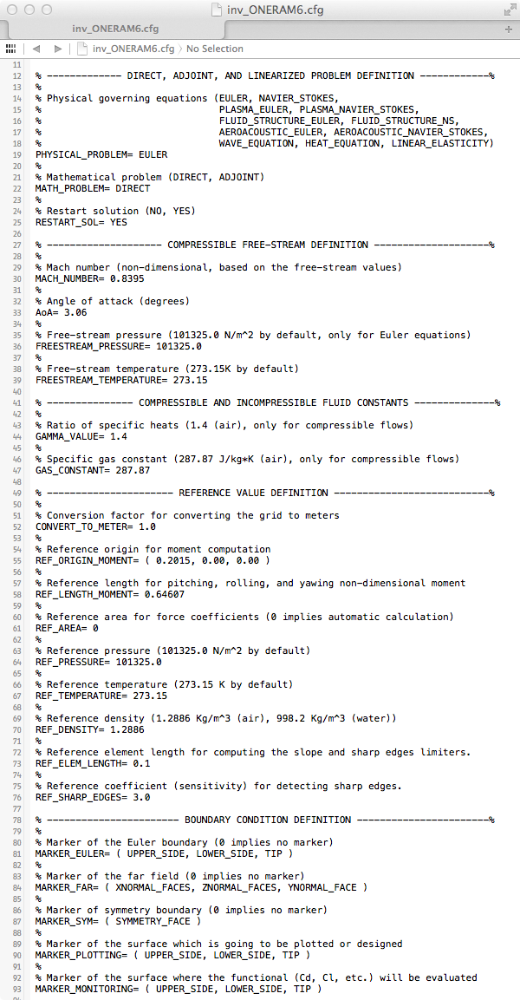 inv_ONERAM6.cfg
inv_ONERAM6.cfg
inv_ONERAM6.cfg › No Selection
11
12 % ------------- DIRECT, ADJOINT, AND LINEARIZED PROBLEM DEFINITION ------------%
13 %
14 % Physical governing equations (EULER, NAVIER_STOKES,
15 % PLASMA_EULER, PLASMA_NAVIER_STOKES,
16 % FLUID_STRUCTURE_EULER, FLUID_STRUCTURE_NS,
17 % AEROACOUSTIC_EULER, AEROACOUSTIC_NAVIER_STOKES,
18 % WAVE_EQUATION, HEAT_EQUATION, LINEAR_ELASTICITY)
19 PHYSICAL_PROBLEM= EULER
20 %
21 % Mathematical problem (DIRECT, ADJOINT)
22 MATH_PROBLEM= DIRECT
23 %
24 % Restart solution (NO, YES)
25 RESTART_SOL= YES
26
27 % -------------------- COMPRESSIBLE FREE-STREAM DEFINITION --------------------%
28 %
29 % Mach number (non-dimensional, based on the free-stream values)
30 MACH_NUMBER= 0.8395
31 %
32 % Angle of attack (degrees)
33 AoA= 3.06
34 %
35 % Free-stream pressure (101325.0 N/m^2 by default, only for Euler equations)
36 FREESTREAM_PRESSURE= 101325.0
37 %
38 % Free-stream temperature (273.15K by default)
39 FREESTREAM_TEMPERATURE= 273.15
40
41 % --------------- COMPRESSIBLE AND INCOMPRESSIBLE FLUID CONSTANTS --------------%
42 %
43 % Ratio of specific heats (1.4 (air), only for compressible flows)
44 GAMMA_VALUE= 1.4
45 %
46 % Specific gas constant (287.87 J/kg*K (air), only for compressible flows)
47 GAS_CONSTANT= 287.87
48
49 % ---------------------- REFERENCE VALUE DEFINITION ---------------------------%
50 %
51 % Conversion factor for converting the grid to meters
52 CONVERT_TO_METER= 1.0
53 %
54 % Reference origin for moment computation
55 REF_ORIGIN_MOMENT= ( 0.2015, 0.00, 0.00 )
56 %
57 % Reference length for pitching, rolling, and yawing non-dimensional moment
58 REF_LENGTH_MOMENT= 0.64607
59 %
60 % Reference area for force coefficients (0 implies automatic calculation)
61 REF_AREA= 0
62 %
63 % Reference pressure (101325.0 N/m^2 by default)
64 REF_PRESSURE= 101325.0
65 %
66 % Reference temperature (273.15 K by default)
67 REF_TEMPERATURE= 273.15
68 %
69 % Reference density (1.2886 Kg/m^3 (air), 998.2 Kg/m^3 (water))
70 REF_DENSITY= 1.2886
71 %
72 % Reference element length for computing the slope and sharp edges limiters.
73 REF_ELEM_LENGTH= 0.1
74 %
75 % Reference coefficient (sensitivity) for detecting sharp edges.
76 REF_SHARP_EDGES= 3.0
77
78 % ----------------------- BOUNDARY CONDITION DEFINITION -----------------------%
79 %
80 % Marker of the Euler boundary (0 implies no marker)
81 MARKER_EULER= ( UPPER_SIDE, LOWER_SIDE, TIP )
82 %
83 % Marker of the far field (0 implies no marker)
84 MARKER_FAR= ( XNORMAL_FACES, ZNORMAL_FACES, YNORMAL_FACE )
85 %
86 % Marker of symmetry boundary (0 implies no marker)
87 MARKER_SYM= ( SYMMETRY_FACE )
88 %
89 % Marker of the surface which is going to be plotted or designed
90 MARKER_PLOTTING= ( UPPER_SIDE, LOWER_SIDE, TIP )
91 %
92 % Marker of the surface where the functional (Cd, Cl, etc.) will be evaluated
93 MARKER_MONITORING= ( UPPER_SIDE, LOWER_SIDE, TIP )